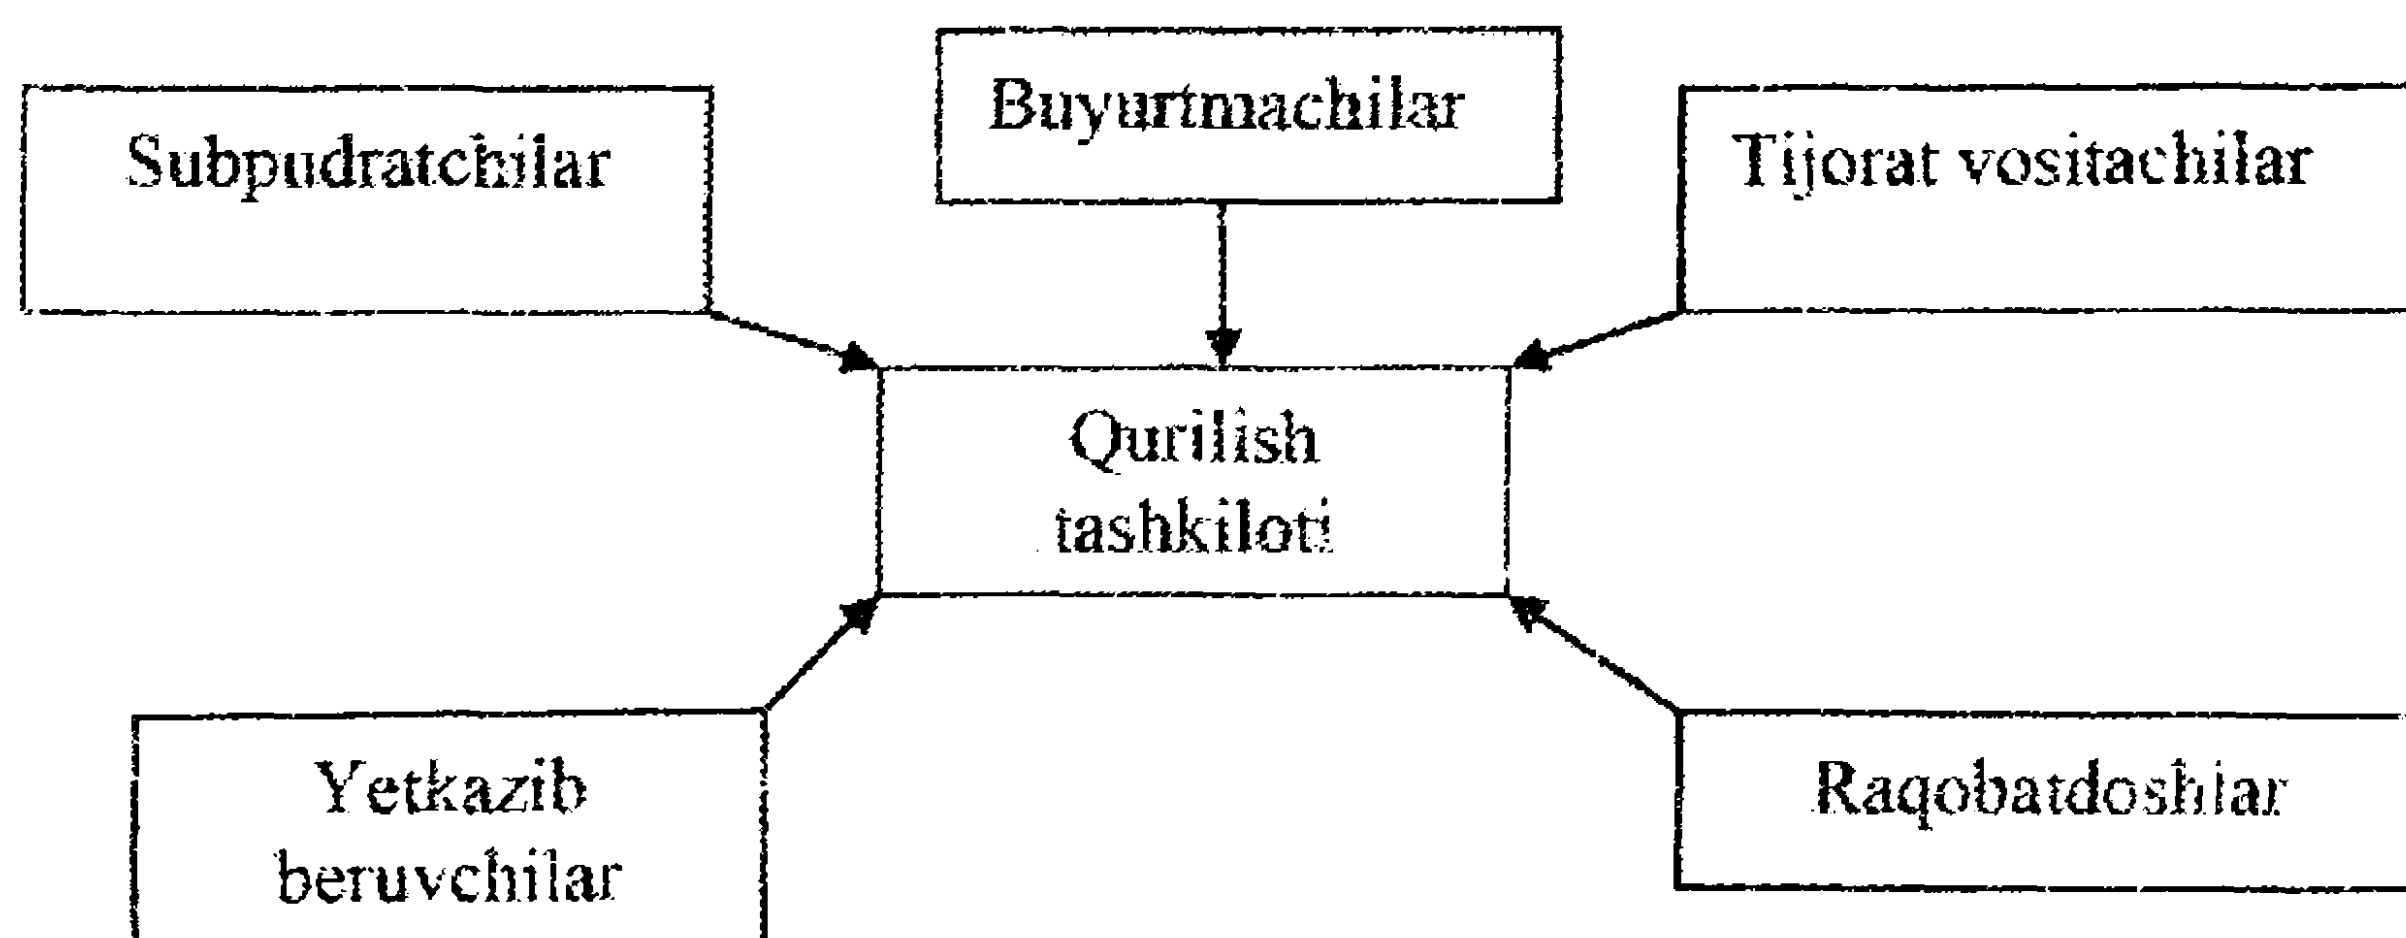 Buyurtmachilar
Subpudratchilar
Tijorat vositachilar
Qurilish
tashkiloti
Yetkazib
beruvchilar
Raqobatdoshlar